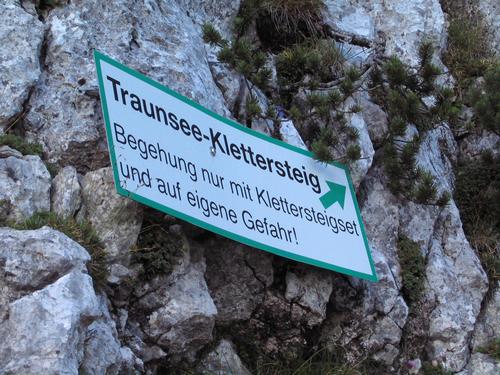 Traunsee-Klettersteig
Begehung nur mit Klettersteigset
und auf eigene Gefahr!